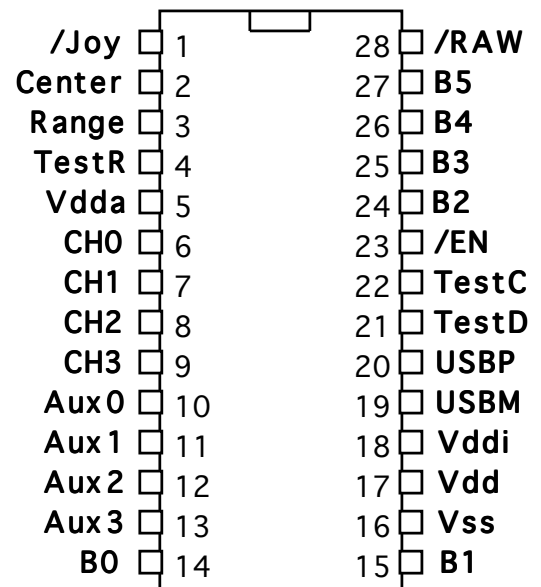 /Joy 1 28 /RAW
Center 2 27 B5
Range 3 26 B4
TestR 4 25 B3
Vdda 5 24 B2
CH0 6 23 /EN
CH1 7 22 TestC
CH2 8 21 TestD
CH3 9 20 USBP
Aux0 10 19 USBM
Aux1 11 18 Vddi
Aux2 12 17 Vdd
Aux3 13 16 Vss
B0 14 15 B1